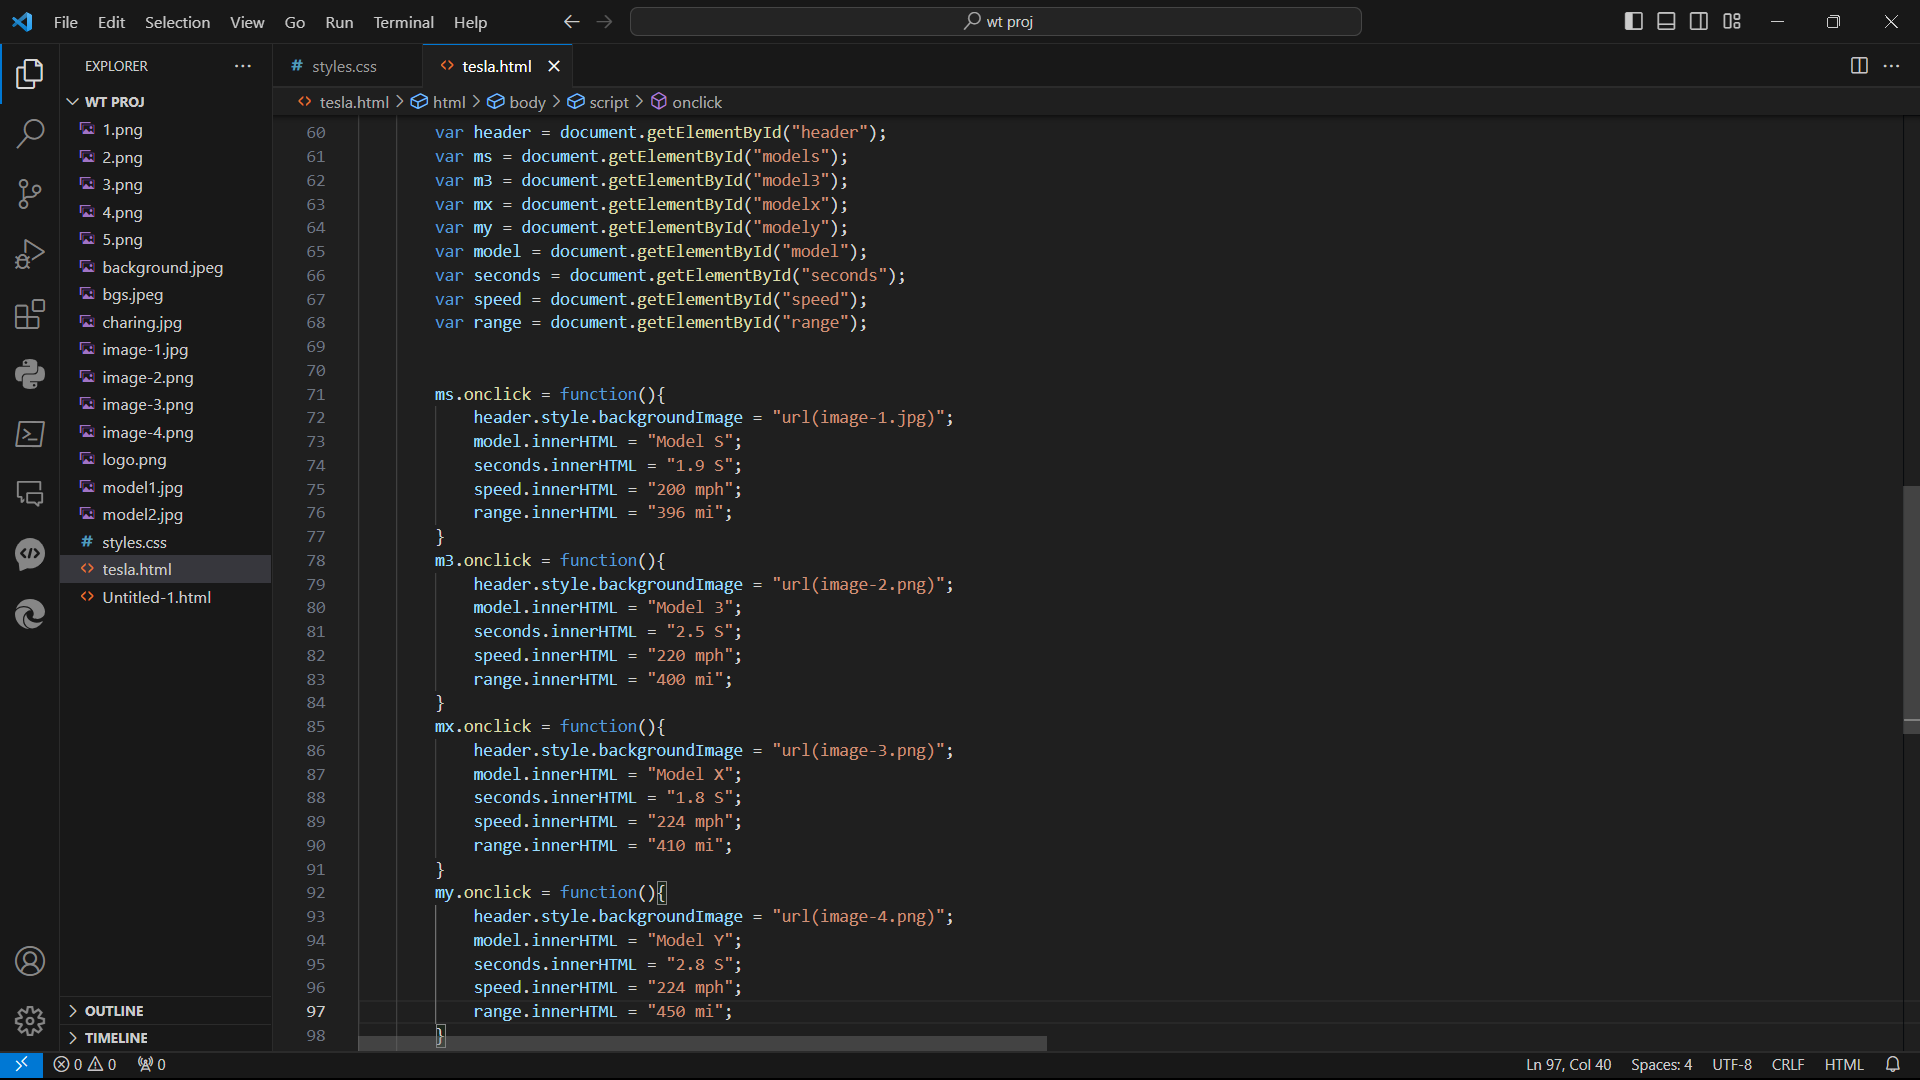 File Edit Selection View Go Run Terminal Help
wt proj
EXPLORER
WT PROJ
1.png
2.png
3.png
4.png
5.png
background.jpeg
bgs.jpeg
charing.jpg
image-1.jpg
image-2.png
image-3.png
image-4.png
logo.png
model1.jpg
model2.jpg
# styles.css
<> tesla.html
<> Untitled-1.html
OUTLINE
TIMELINE
# styles.css
<> tesla.html
<> tesla.html > html > body > script > onclick
60 var header = document.getElementById("header");
61 var ms = document.getElementById("models");
62 var m3 = document.getElementById("model3");
63 var mx = document.getElementById("modelx");
64 var my = document.getElementById("modely");
65 var model = document.getElementById("model");
66 var seconds = document.getElementById("seconds");
67 var speed = document.getElementById("speed");
68 var range = document.getElementById("range");
69
70
71 ms.onclick = function(){
72 header.style.backgroundImage = "url(image-1.jpg)";
73 model.innerHTML = "Model S";
74 seconds.innerHTML = "1.9 S";
75 speed.innerHTML = "200 mph";
76 range.innerHTML = "396 mi";
77 }
78 m3.onclick = function(){
79 header.style.backgroundImage = "url(image-2.png)";
80 model.innerHTML = "Model 3";
81 seconds.innerHTML = "2.5 S";
82 speed.innerHTML = "220 mph";
83 range.innerHTML = "400 mi";
84 }
85 mx.onclick = function(){
86 header.style.backgroundImage = "url(image-3.png)";
87 model.innerHTML = "Model X";
88 seconds.innerHTML = "1.8 S";
89 speed.innerHTML = "224 mph";
90 range.innerHTML = "410 mi";
91 }
92 my.onclick = function(){
93 header.style.backgroundImage = "url(image-4.png)";
94 model.innerHTML = "Model Y";
95 seconds.innerHTML = "2.8 S";
96 speed.innerHTML = "224 mph";
97 range.innerHTML = "450 mi";
98 }
0 0 0
Ln 97, Col 40 Spaces: 4 UTF-8 CRLF HTML